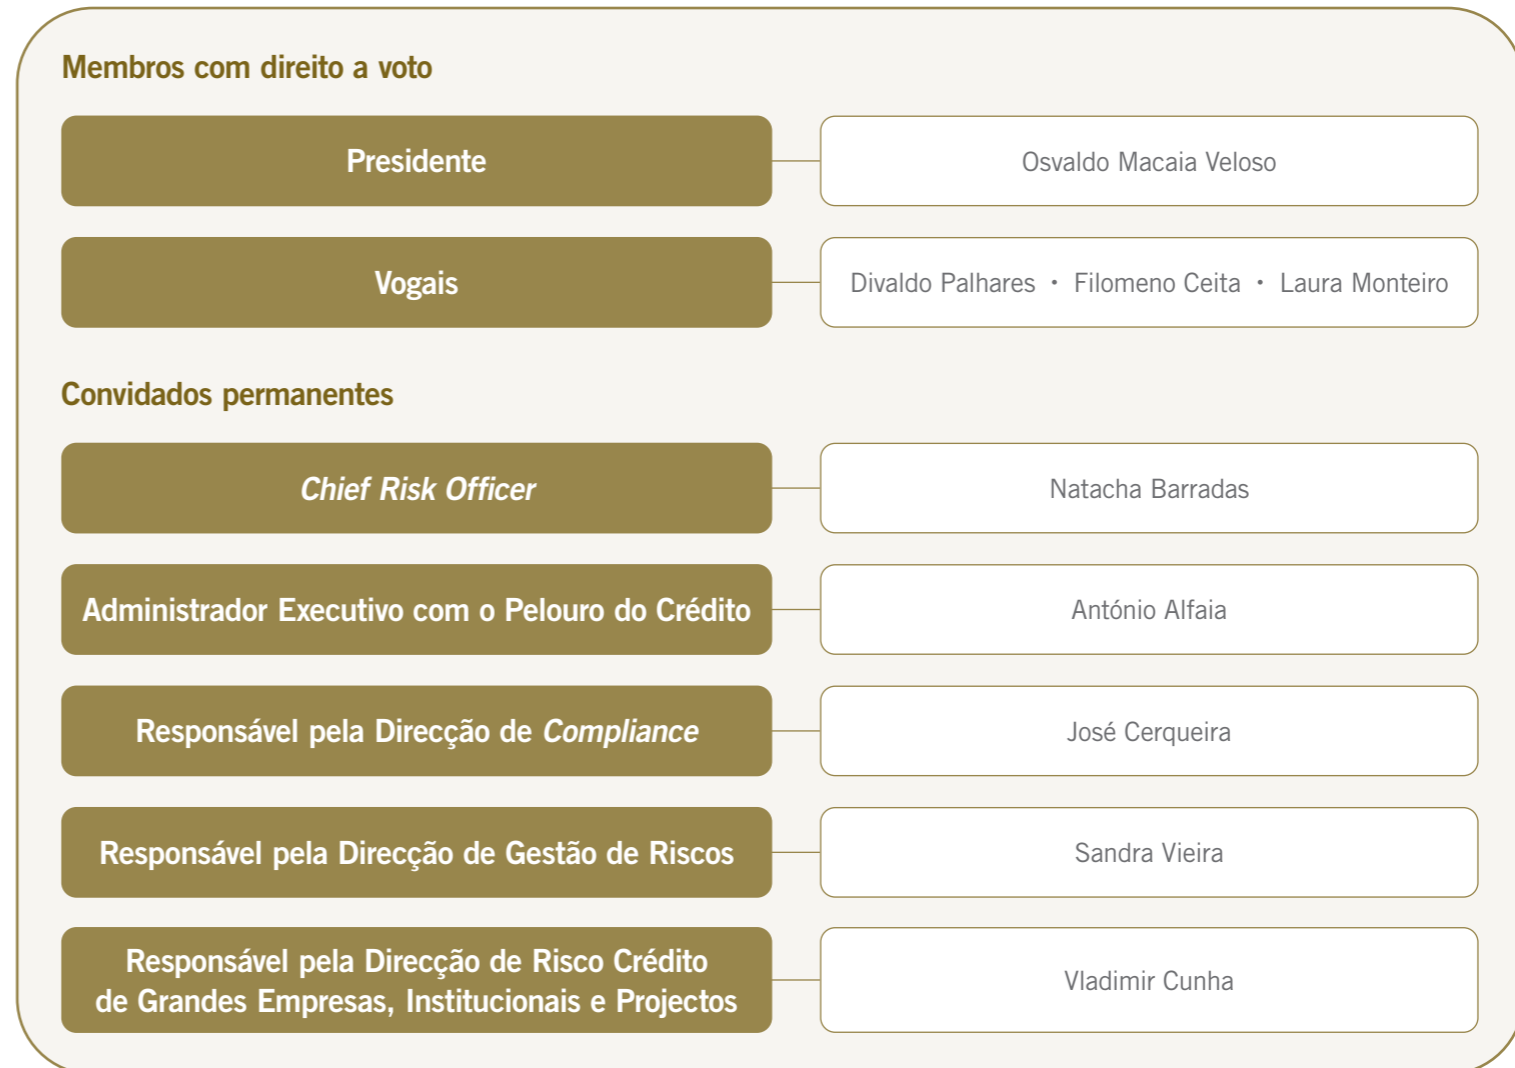 Membros com direito a voto
Presidente
Osvaldo Macaia Veloso
Vogais
Divaldo Palhares • Filomeno Ceita • Laura Monteiro
Convidados permanentes
Chief Risk Officer
Natacha Barradas
Administrador Executivo com o Pelouro do Crédito
António Alfaia
Responsável pela Direcção de Compliance
José Cerqueira
Responsável pela Direcção de Gestão de Riscos
Sandra Vieira
Responsável pela Direcção de Risco Crédito
de Grandes Empresas, Institucionais e Projectos
Vladimir Cunha